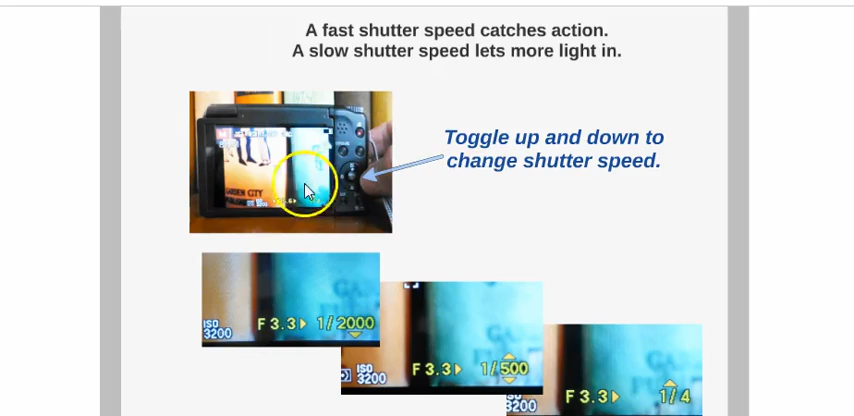 A fast shutter speed catches action.
A slow shutter speed lets more light in.
Toggle up and down to
change shutter speed.
GARDEN CITY
ISO
3200
F 3.3 1/2000
ISO
3200
F 3.3 1/500
3200
F 3.3 1/4